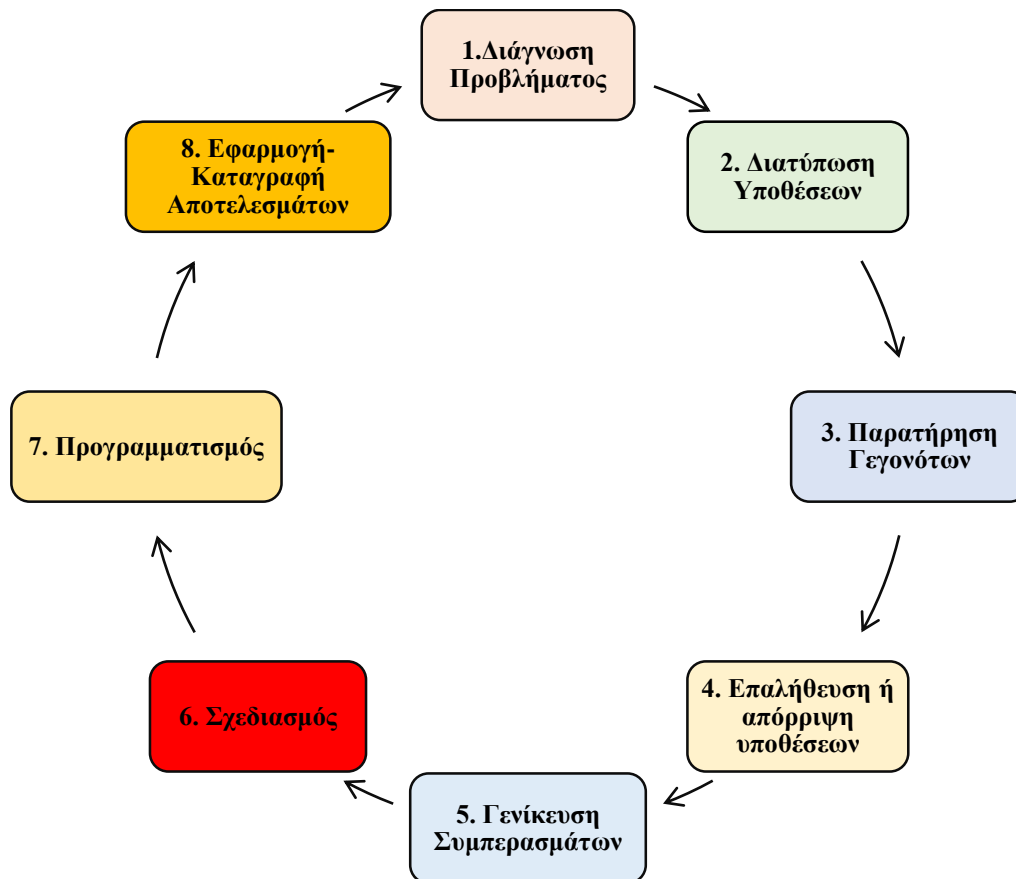 1.Διάγνωση
Προβλήματος
2. Διατύπωση
Υποθέσεων
3. Παρατήρηση
Γεγονότων
4. Επαλήθευση ή
απόρριψη
υποθέσεων
5. Γενίκευση
Συμπερασμάτων
6. Σχεδιασμός
7. Προγραμματισμός
8. Εφαρμογή-
Καταγραφή
Αποτελεσμάτων